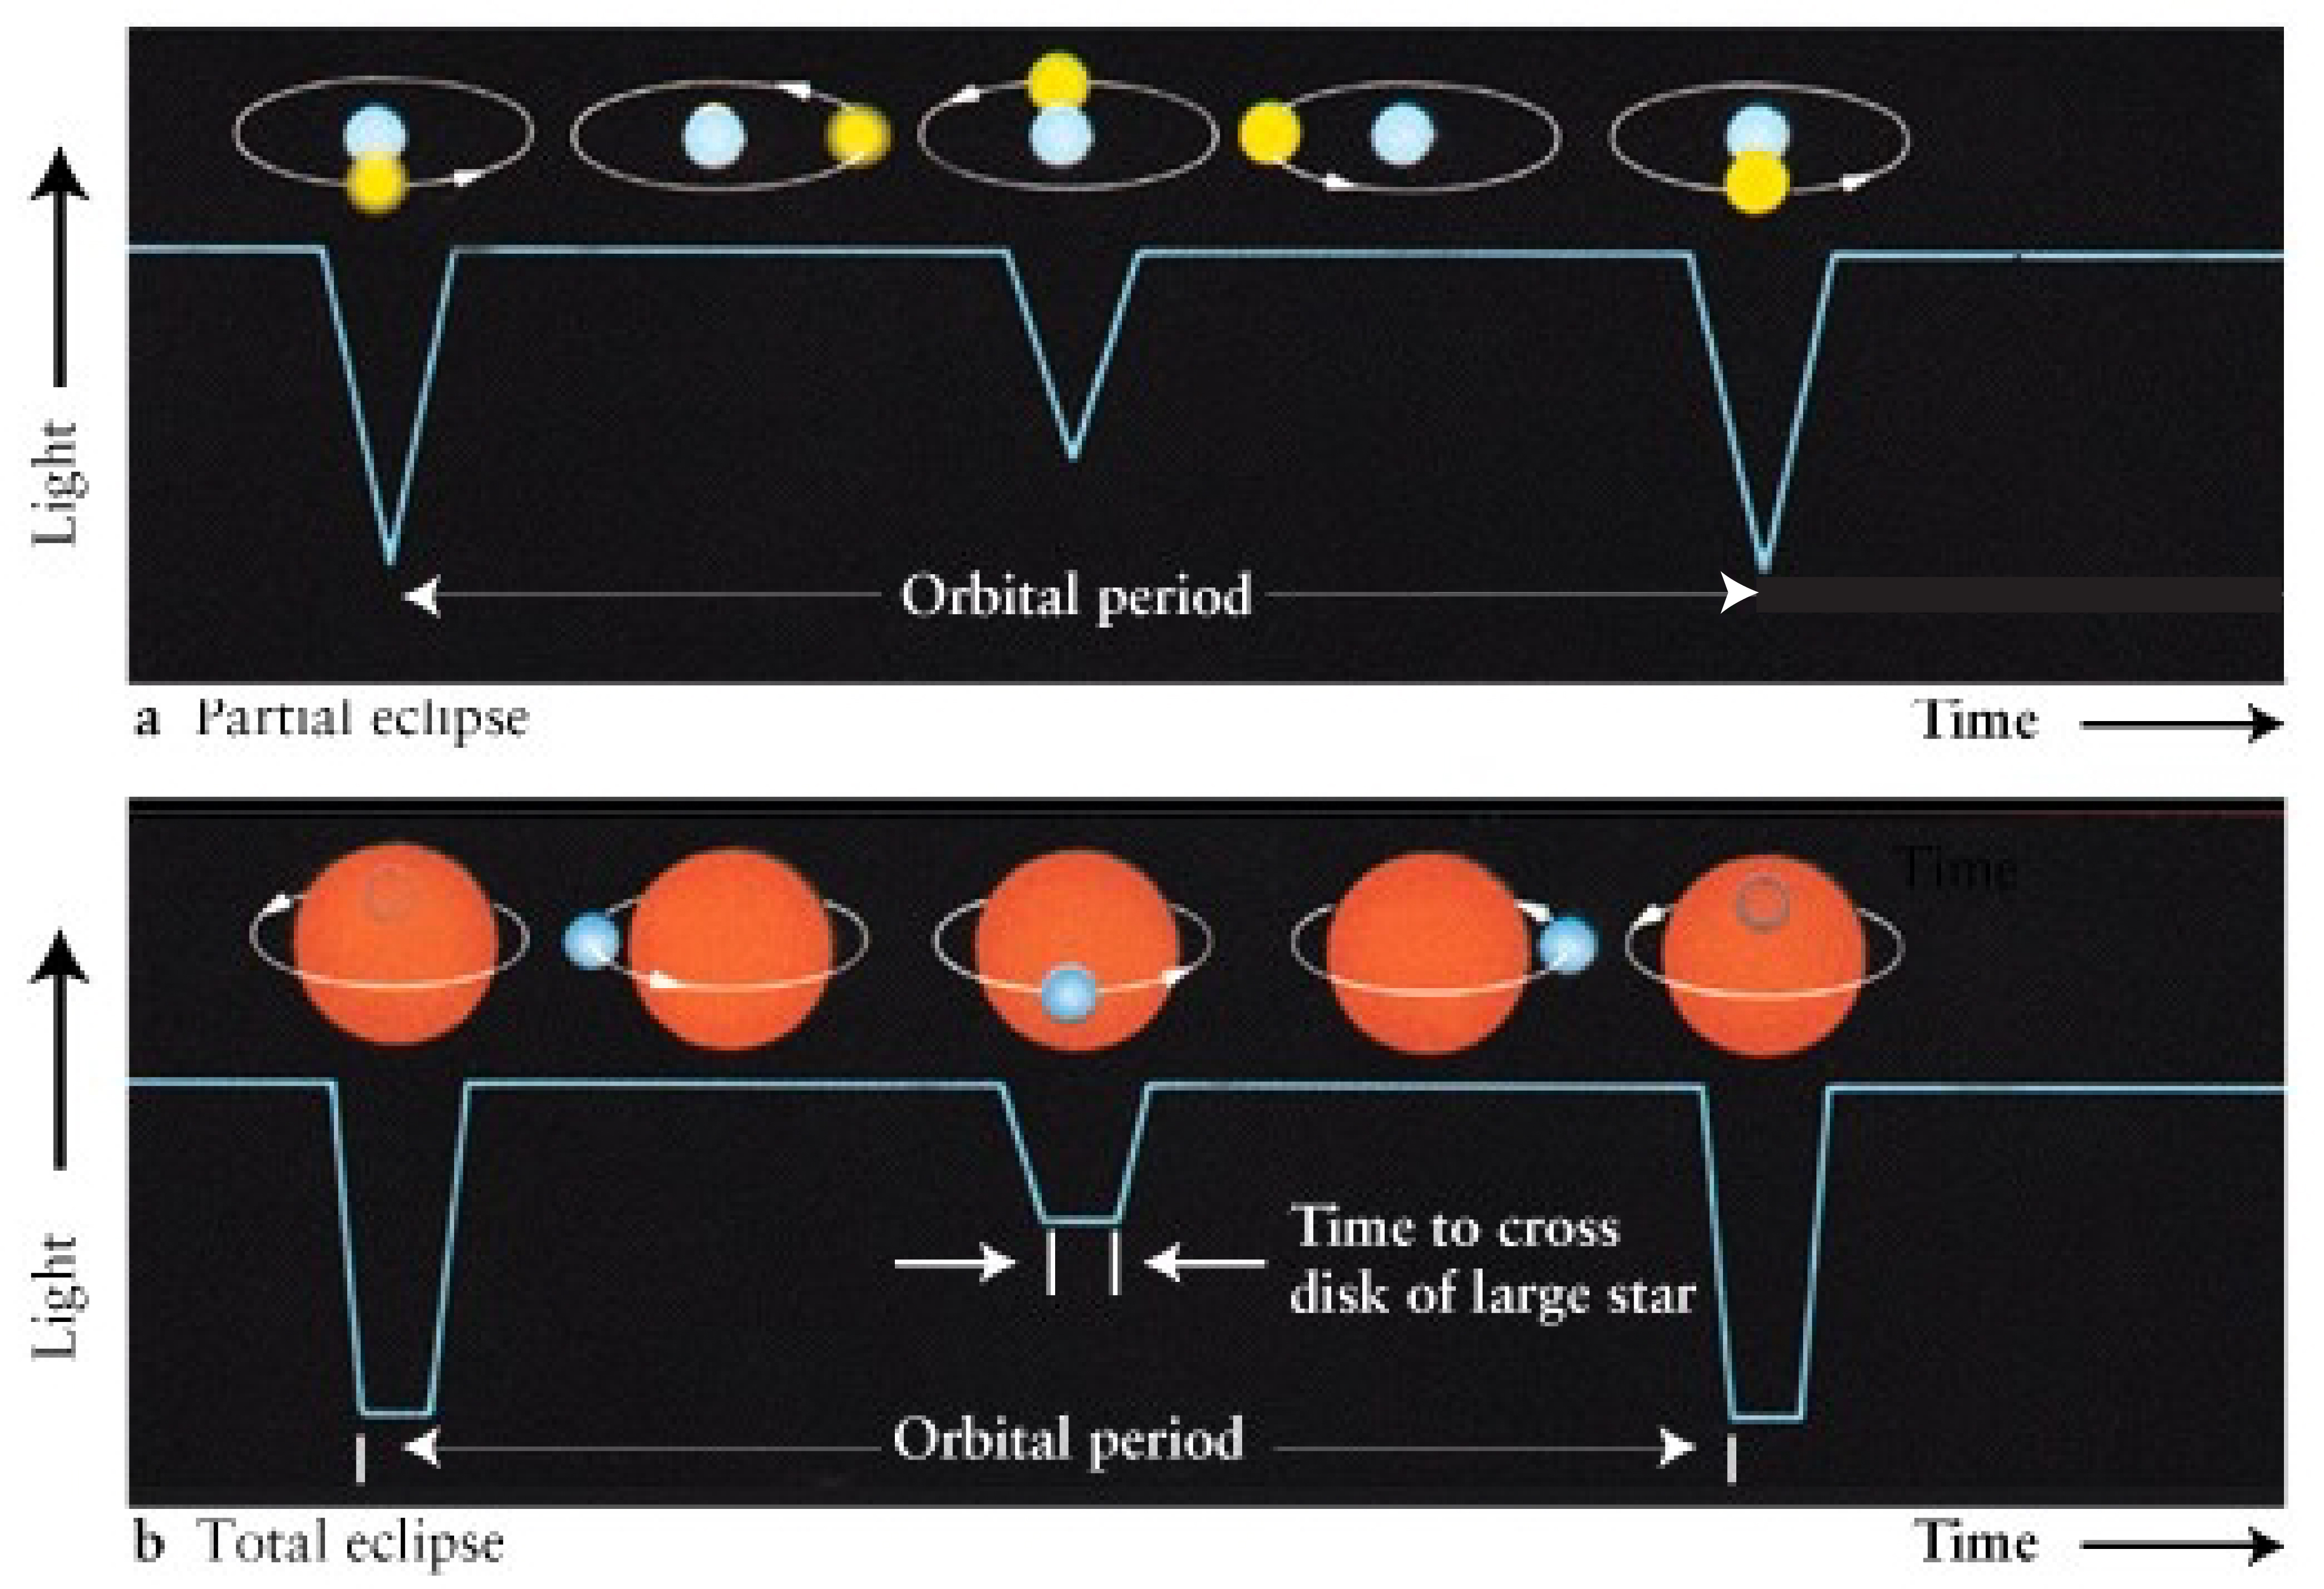 Light
Orbital period
a Partial eclipse
Time
Time
Light
Time to cross
disk of large star
Orbital period
b Total eclipse
Time